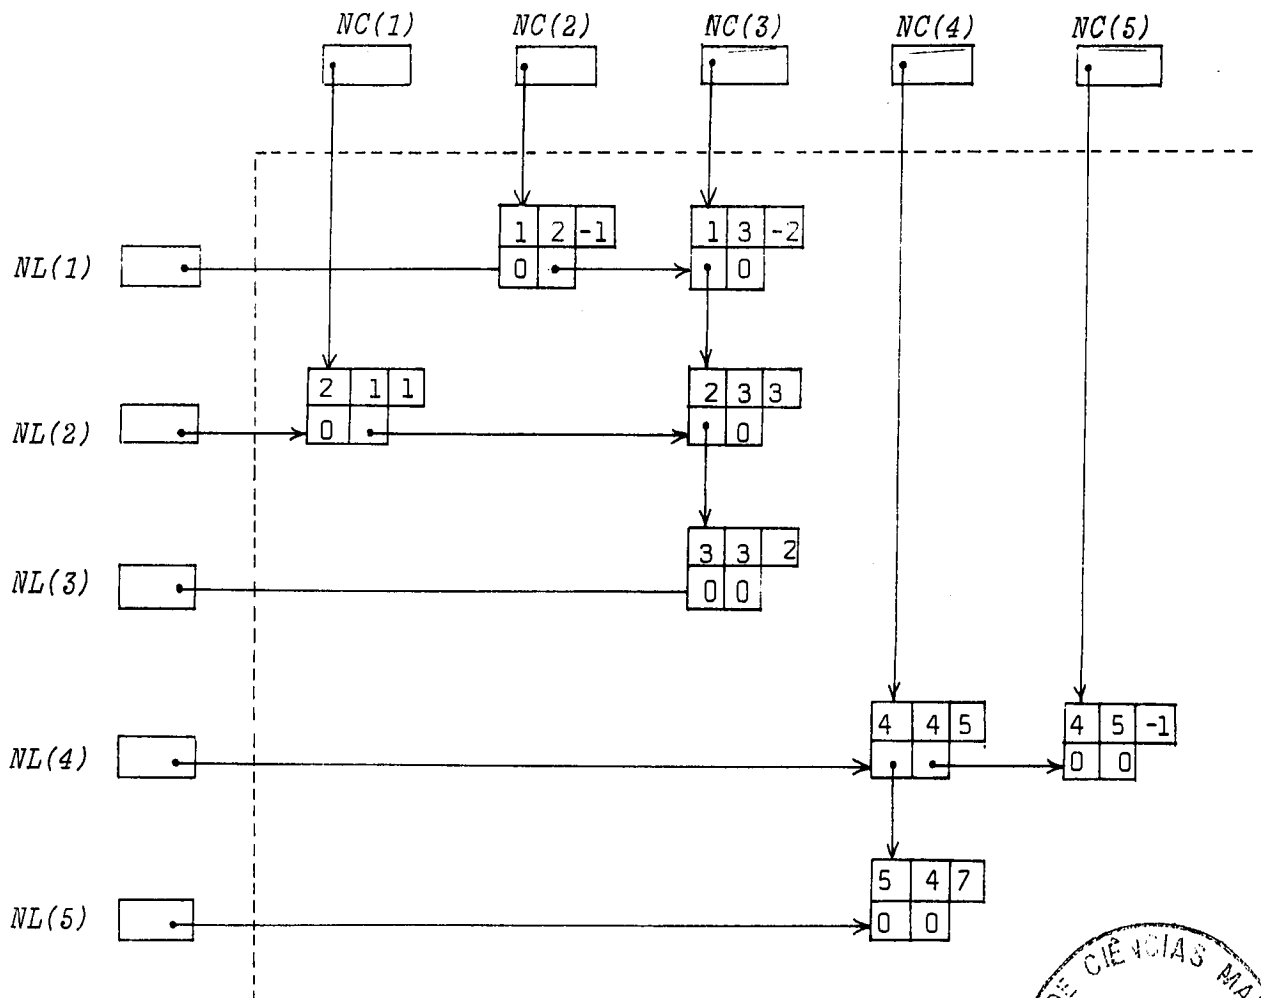 NC(1) NC(2) NC(3) NC(4) NC(5)
1 2 -1 1 3 -2
NL(1) 0 0
2 1 1 2 3 3
NL(2) 0 0
3 3 2
NL(3) 0 0
4 4 5 4 5 -1
NL(4) 0 0
5 4 7
NL(5) 0 0
DE CIÊNCIAS MA